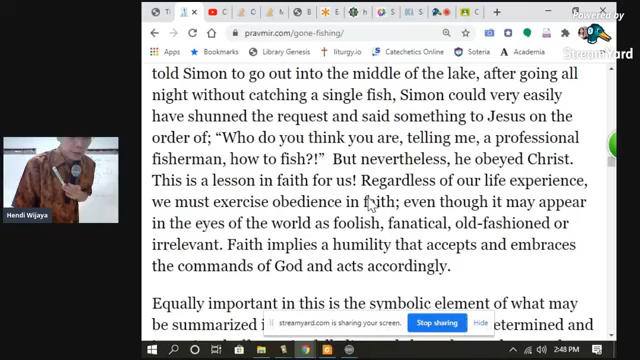 Powered by
StreamYard
pravmir.com/gone-fishing/
Library Genesis
liturgy.io
Catechetics Online
Soteria
Academia
told Simon to go out into the middle of the lake, after going all
night without catching a single fish, Simon could very easily
have shunned the request and said something to Jesus on the
order of; “Who do you think you are, telling me, a professional
fisherman, how to fish?!”  But nevertheless, he obeyed Christ.
This is a lesson in faith for us! Regardless of our life experience,
we must exercise obedience in faith; even though it may appear
in the eyes of the world as foolish, fanatical, old-fashioned or
irrelevant. Faith implies a humility that accepts and embraces
the commands of God and acts accordingly.
Equally important in this is the symbolic element of what may
be summarized
determined and
streamyard.com is sharing your screen.
Stop sharing
Hide
Hendi Wijaya
2:48 PM